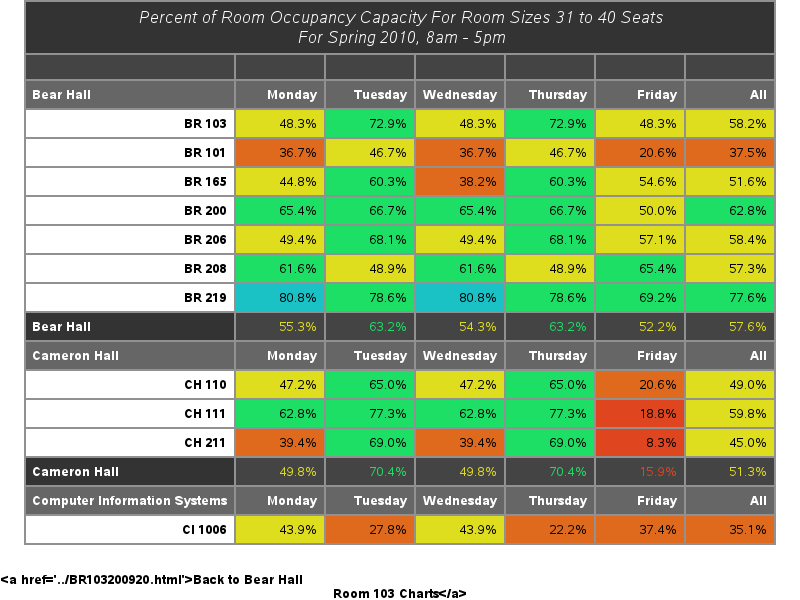 Percent of Room Occupancy Capacity For Room Sizes 31 to 40 Seats
For Spring 2010, 8am - 5pm
Bear Hall Monday Tuesday Wednesday Thursday Friday All
BR 103 48.3% 72.9% 48.3% 72.9% 48.3% 58.2%
BR 101 36.7% 46.7% 36.7% 46.7% 20.6% 37.5%
BR 165 44.8% 60.3% 38.2% 60.3% 54.6% 51.6%
BR 200 65.4% 66.7% 65.4% 66.7% 50.0% 62.8%
BR 206 49.4% 68.1% 49.4% 68.1% 57.1% 58.4%
BR 208 61.6% 48.9% 61.6% 48.9% 65.4% 57.3%
BR 219 80.8% 78.6% 80.8% 78.6% 69.2% 77.6%
Bear Hall 55.3% 63.2% 54.3% 63.2% 52.2% 57.6%
Cameron Hall Monday Tuesday Wednesday Thursday Friday All
CH 110 47.2% 65.0% 47.2% 65.0% 20.6% 49.0%
CH 111 62.8% 77.3% 62.8% 77.3% 18.8% 59.8%
CH 211 39.4% 69.0% 39.4% 69.0% 8.3% 45.0%
Cameron Hall 49.8% 70.4% 49.8% 70.4% 15.9% 51.3%
Computer Information Systems Monday Tuesday Wednesday Thursday Friday All
CI 1006 43.9% 27.8% 43.9% 22.2% 37.4% 35.1%
<a href='../BR103200920.html'>Back to Bear Hall
Room 103 Charts</a>